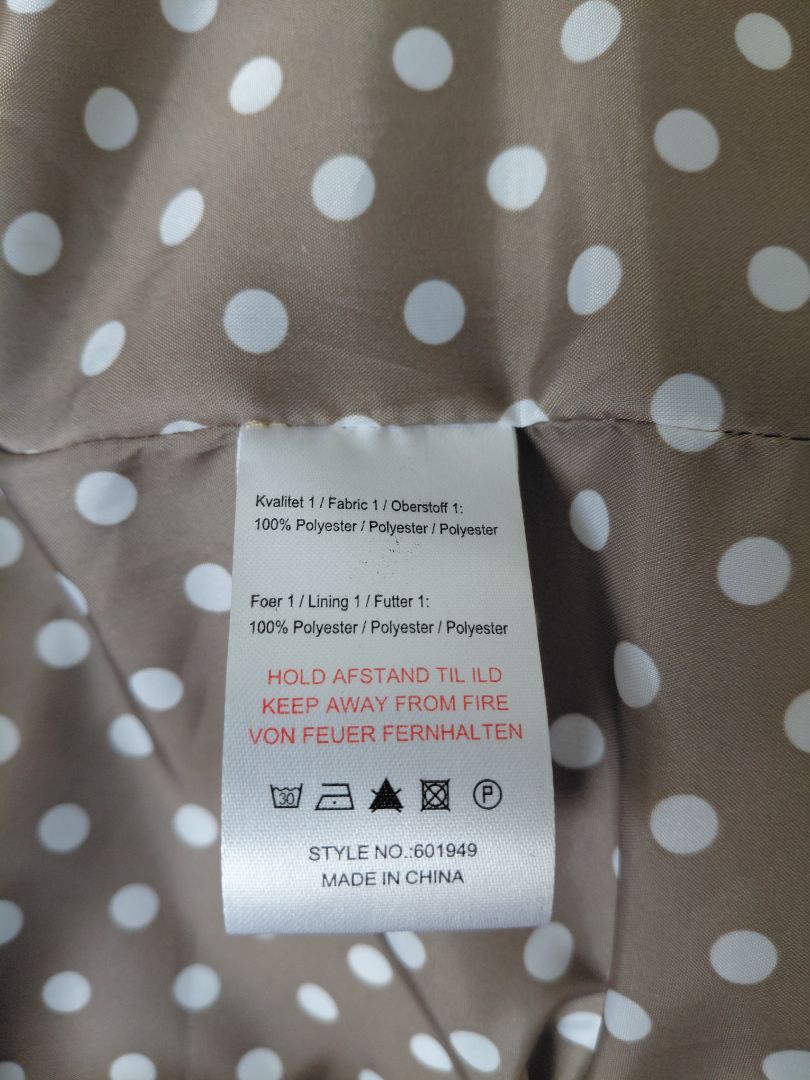 Kvalitet 1 / Fabric 1 / Oberstoff 1:
100% Polyester / Polyester / Polyester
Foer 1 / Lining 1 / Futter 1:
100% Polyester / Polyester / Polyester
HOLD AFSTAND TIL ILD
KEEP AWAY FROM FIRE
VON FEUER FERNHALTEN
30 P
STYLE NO.:601949
MADE IN CHINA